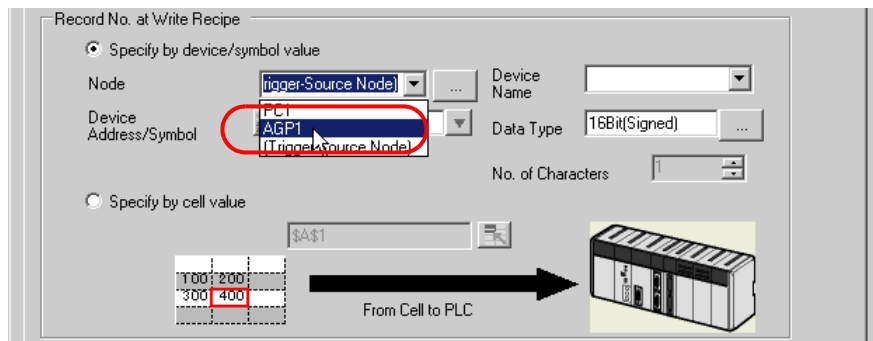 Record No. at Write Recipe
Specify by device/symbol value
Node
rigger-Source Node)
...
Device
Name
PC1
AGP1
(Trigger-Source Node)
Device
Address/Symbol
Data Type
16Bit(Signed)
...
No. of Characters
1
Specify by cell value
$A$1
100 200
300 400
From Cell to PLC